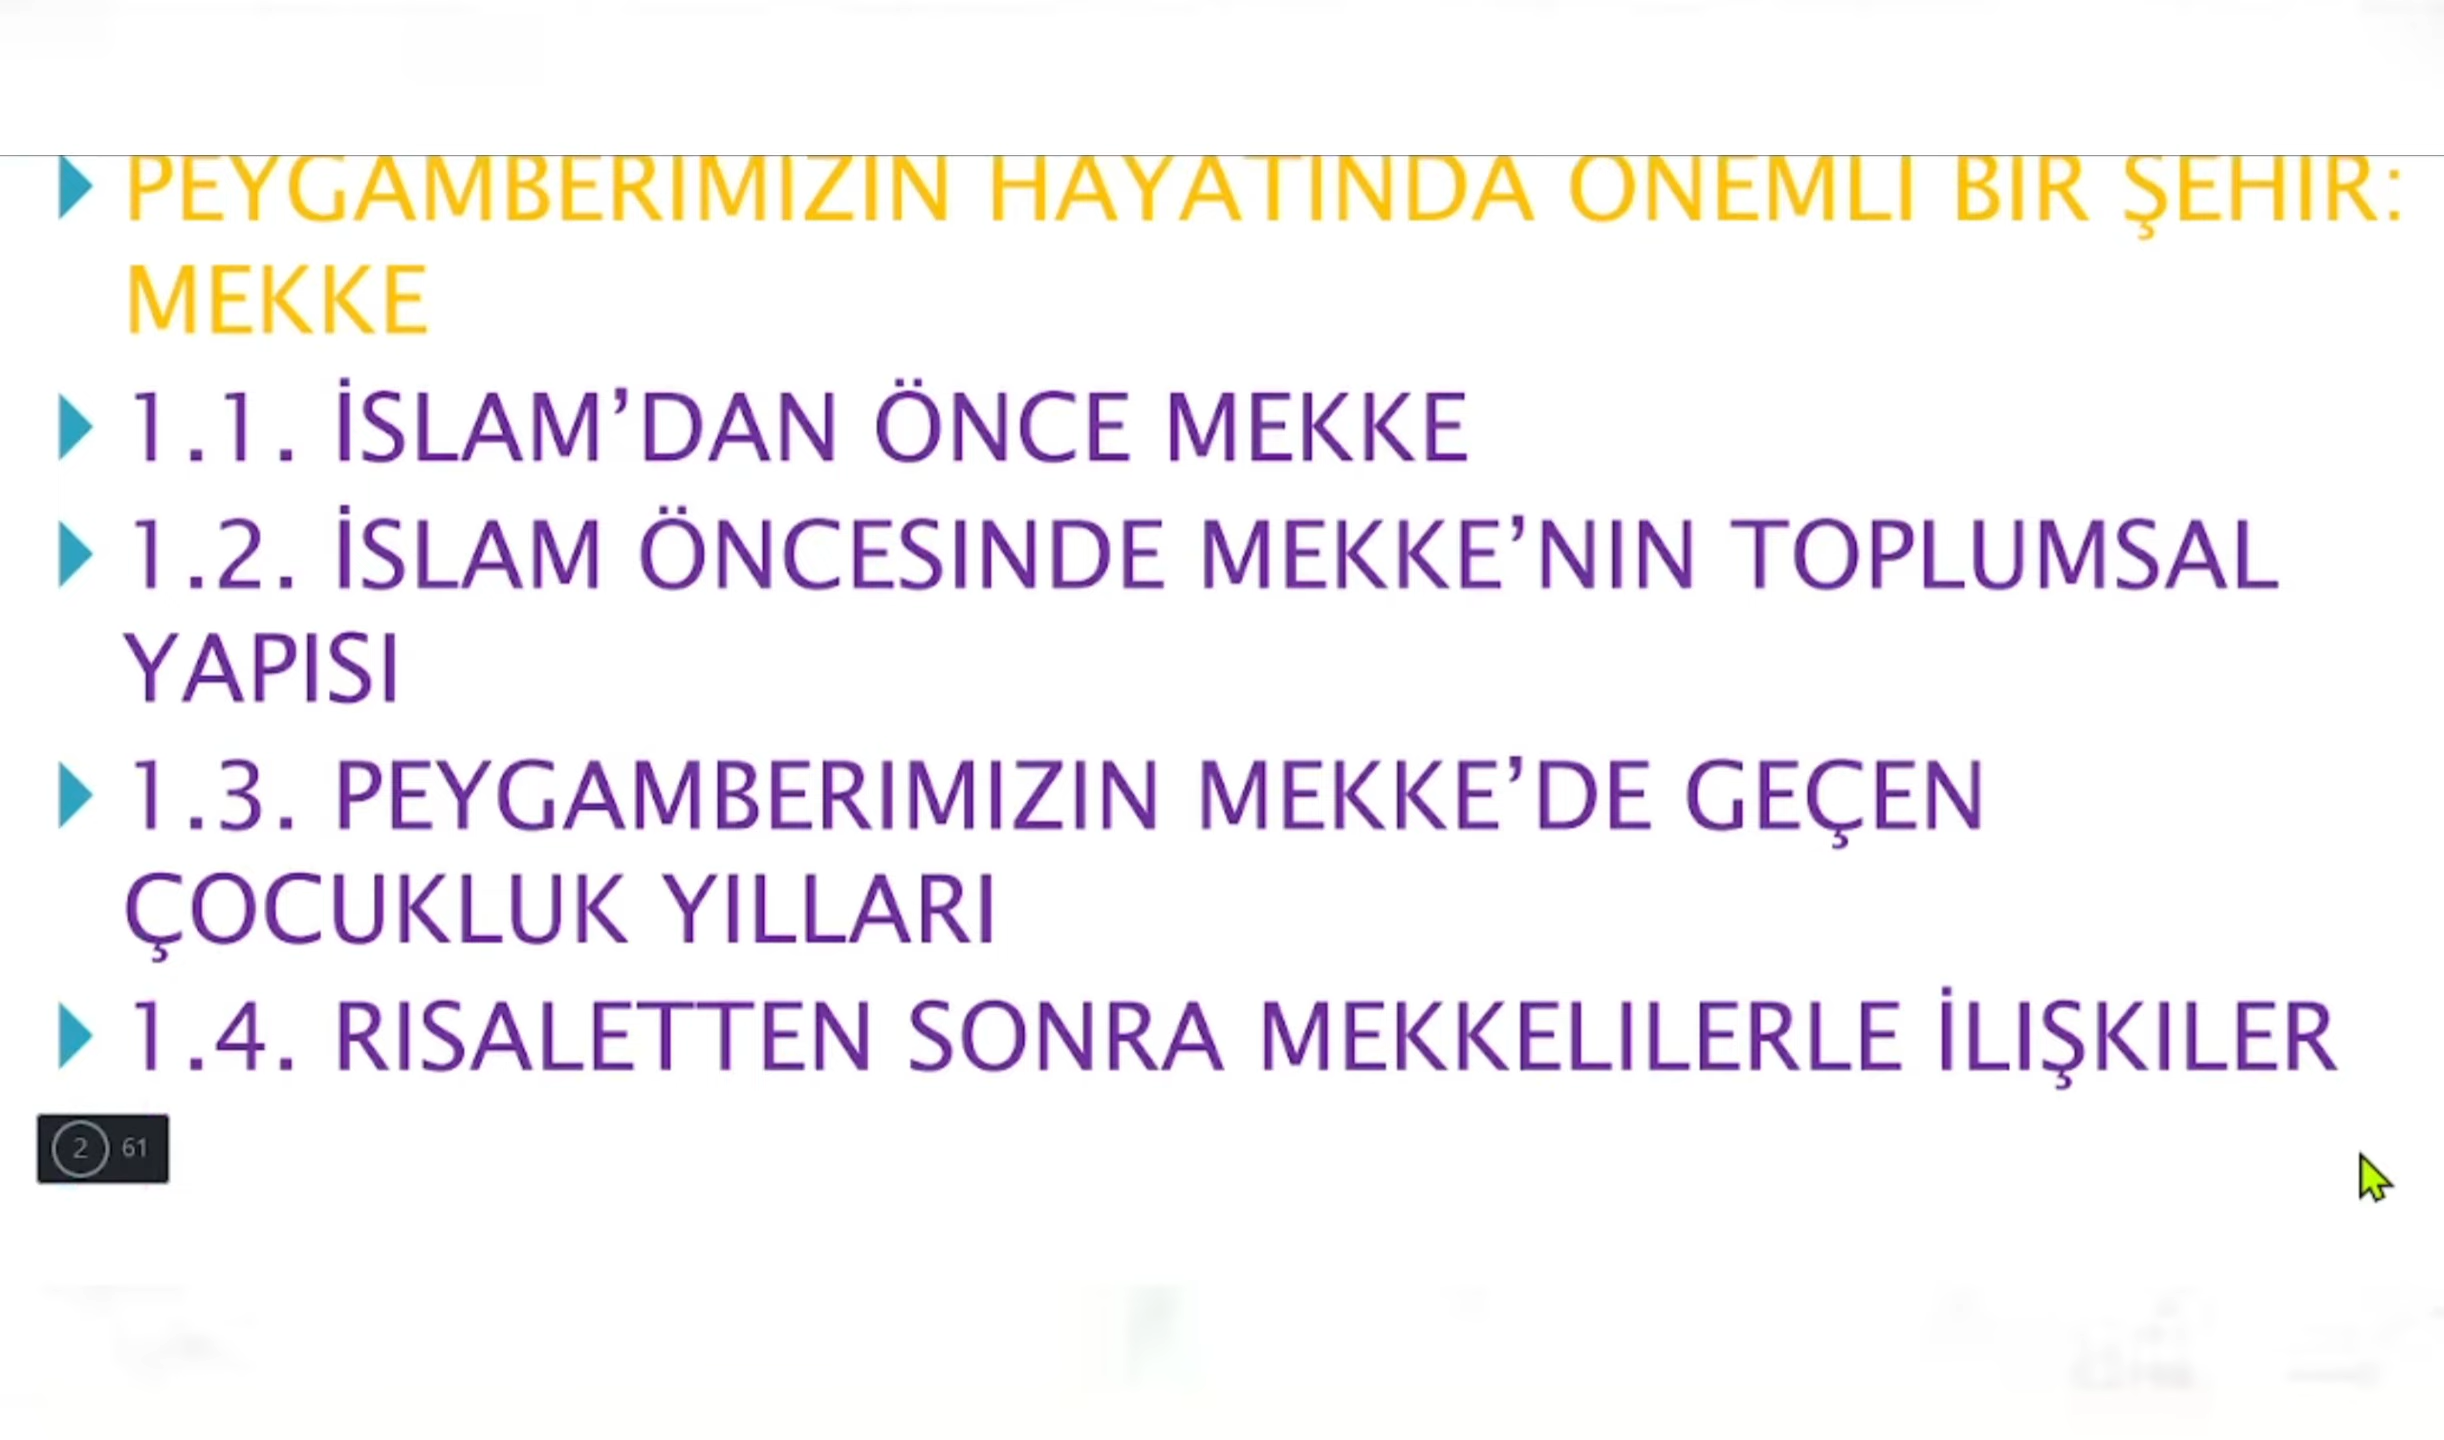 PEYGAMBERIMIZIN HAYATINDA ÖNEMLI BIR ŞEHIR:
MEKKE
1.1. İSLAM’DAN ÖNCE MEKKE
1.2. İSLAM ÖNCESINDE MEKKE’NIN TOPLUMSAL
YAPISI
1.3. PEYGAMBERIMIZIN MEKKE’DE GEÇEN
ÇOCUKLUK YILLARI
1.4. RISALETTEN SONRA MEKKELILERLE İLIŞKILER
2 61